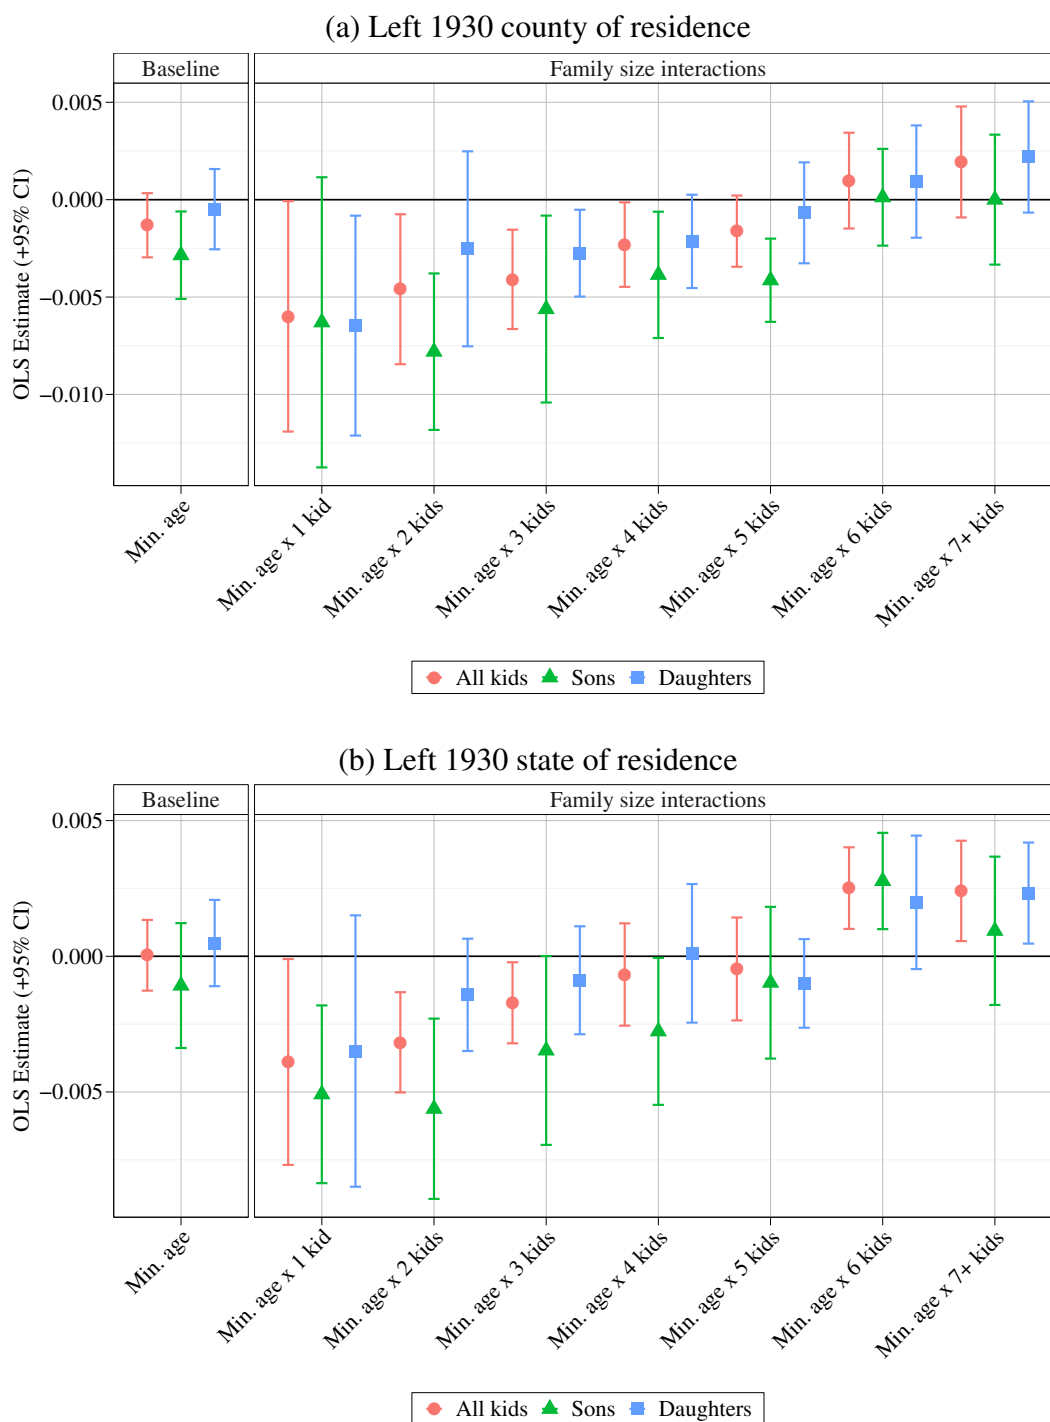 (a) Left 1930 county of residence
Baseline
Family size interactions
OLS Estimate (+95% CI)
0.005
0.000
−0.005
−0.010
Min. age
Min. age x 1 kid
Min. age x 2 kids
Min. age x 3 kids
Min. age x 4 kids
Min. age x 5 kids
Min. age x 6 kids
Min. age x 7+ kids
All kids Sons Daughters
(b) Left 1930 state of residence
Baseline
Family size interactions
OLS Estimate (+95% CI)
0.005
0.000
−0.005
Min. age
Min. age x 1 kid
Min. age x 2 kids
Min. age x 3 kids
Min. age x 4 kids
Min. age x 5 kids
Min. age x 6 kids
Min. age x 7+ kids
All kids Sons Daughters